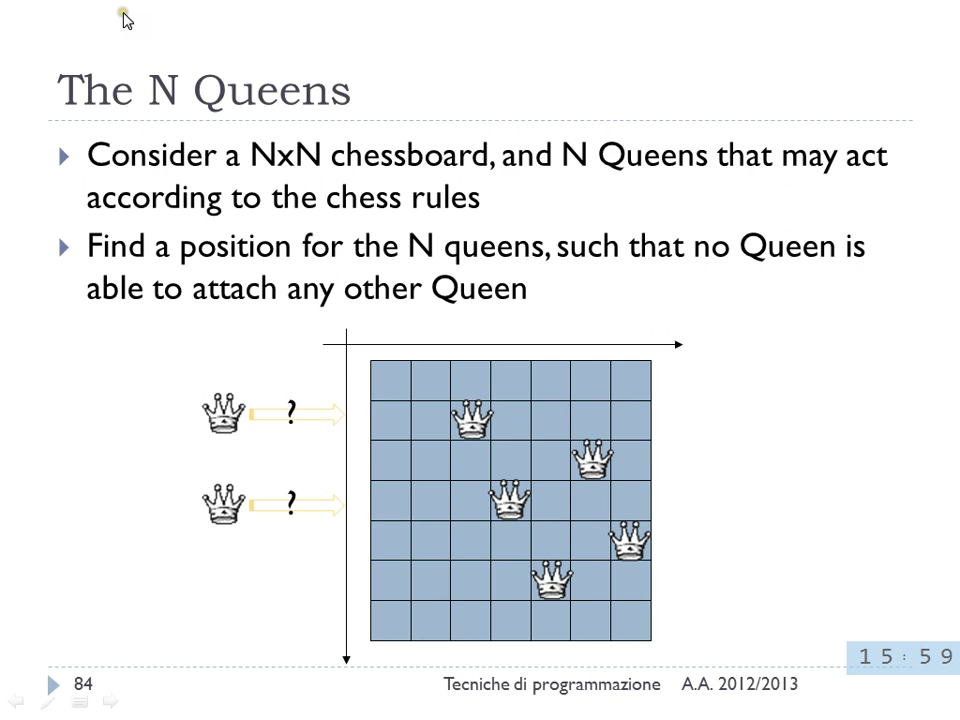 The N Queens
Consider a NxN chessboard, and N Queens that may act
according to the chess rules
Find a position for the N queens, such that no Queen is
able to attach any other Queen
?
?
15:59
84
Tecniche di programmazione A.A. 2012/2013